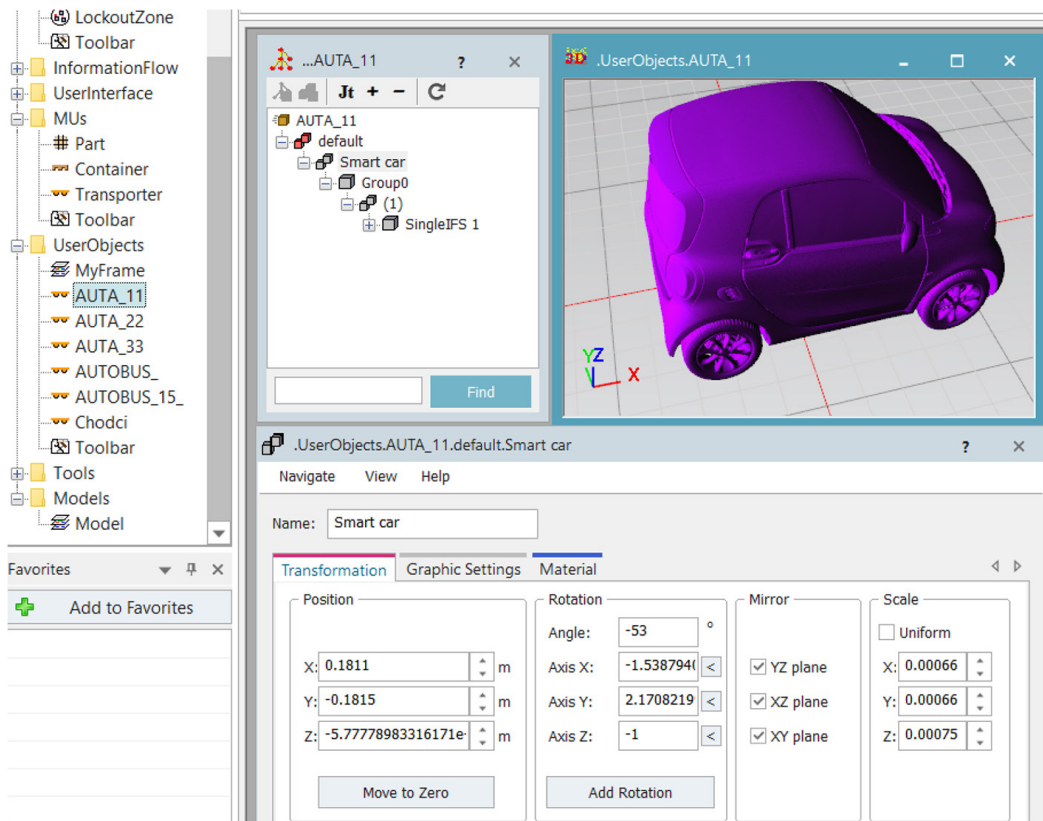 LockoutZone
Toolbar
InformationFlow
UserInterface
MUs
Part
Container
Transporter
Toolbar
UserObjects
MyFrame
AUTA_11
AUTA_22
AUTA_33
AUTOBUS_
AUTOBUS_15_
Chodci
Toolbar
Tools
Models
Model
Favorites
Add to Favorites
...AUTA_11 ? ×
Jt + −
AUTA_11
default
Smart car
Group0
(1)
SingleIFS 1
Find
3D .UserObjects.AUTA_11
YZ
X
.UserObjects.AUTA_11.default.Smart car ? ×
Navigate View Help
Name: Smart car
Transformation Graphic Settings Material
Position Rotation Mirror Scale
Angle: -53 ° Uniform
X: 0.1811 m Axis X: -1.538794( < YZ plane X: 0.00066
Y: -0.1815 m Axis Y: 2.1708219 < XZ plane Y: 0.00066
Z: -5.77778983316171e- m Axis Z: -1 < XY plane Z: 0.00075
Move to Zero Add Rotation